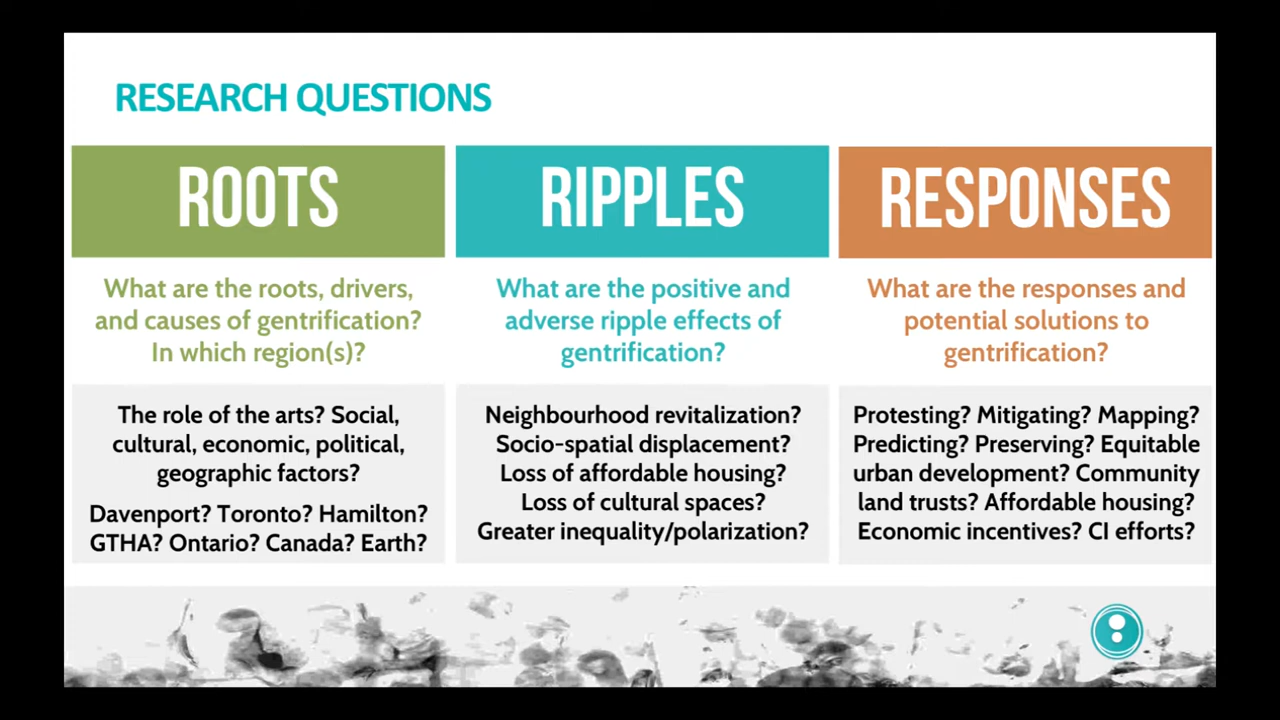 RESEARCH QUESTIONS
ROOTS
What are the roots, drivers,
and causes of gentrification?
In which region(s)?
The role of the arts? Social,
cultural, economic, political,
geographic factors?
Davenport? Toronto? Hamilton?
GTHA? Ontario? Canada? Earth?
RIPPLES
What are the positive and
adverse ripple effects of
gentrification?
Neighbourhood revitalization?
Socio-spatial displacement?
Loss of affordable housing?
Loss of cultural spaces?
Greater inequality/polarization?
RESPONSES
What are the responses and
potential solutions to
gentrification?
Protesting? Mitigating? Mapping?
Predicting? Preserving? Equitable
urban development? Community
land trusts? Affordable housing?
Economic incentives? CI efforts?